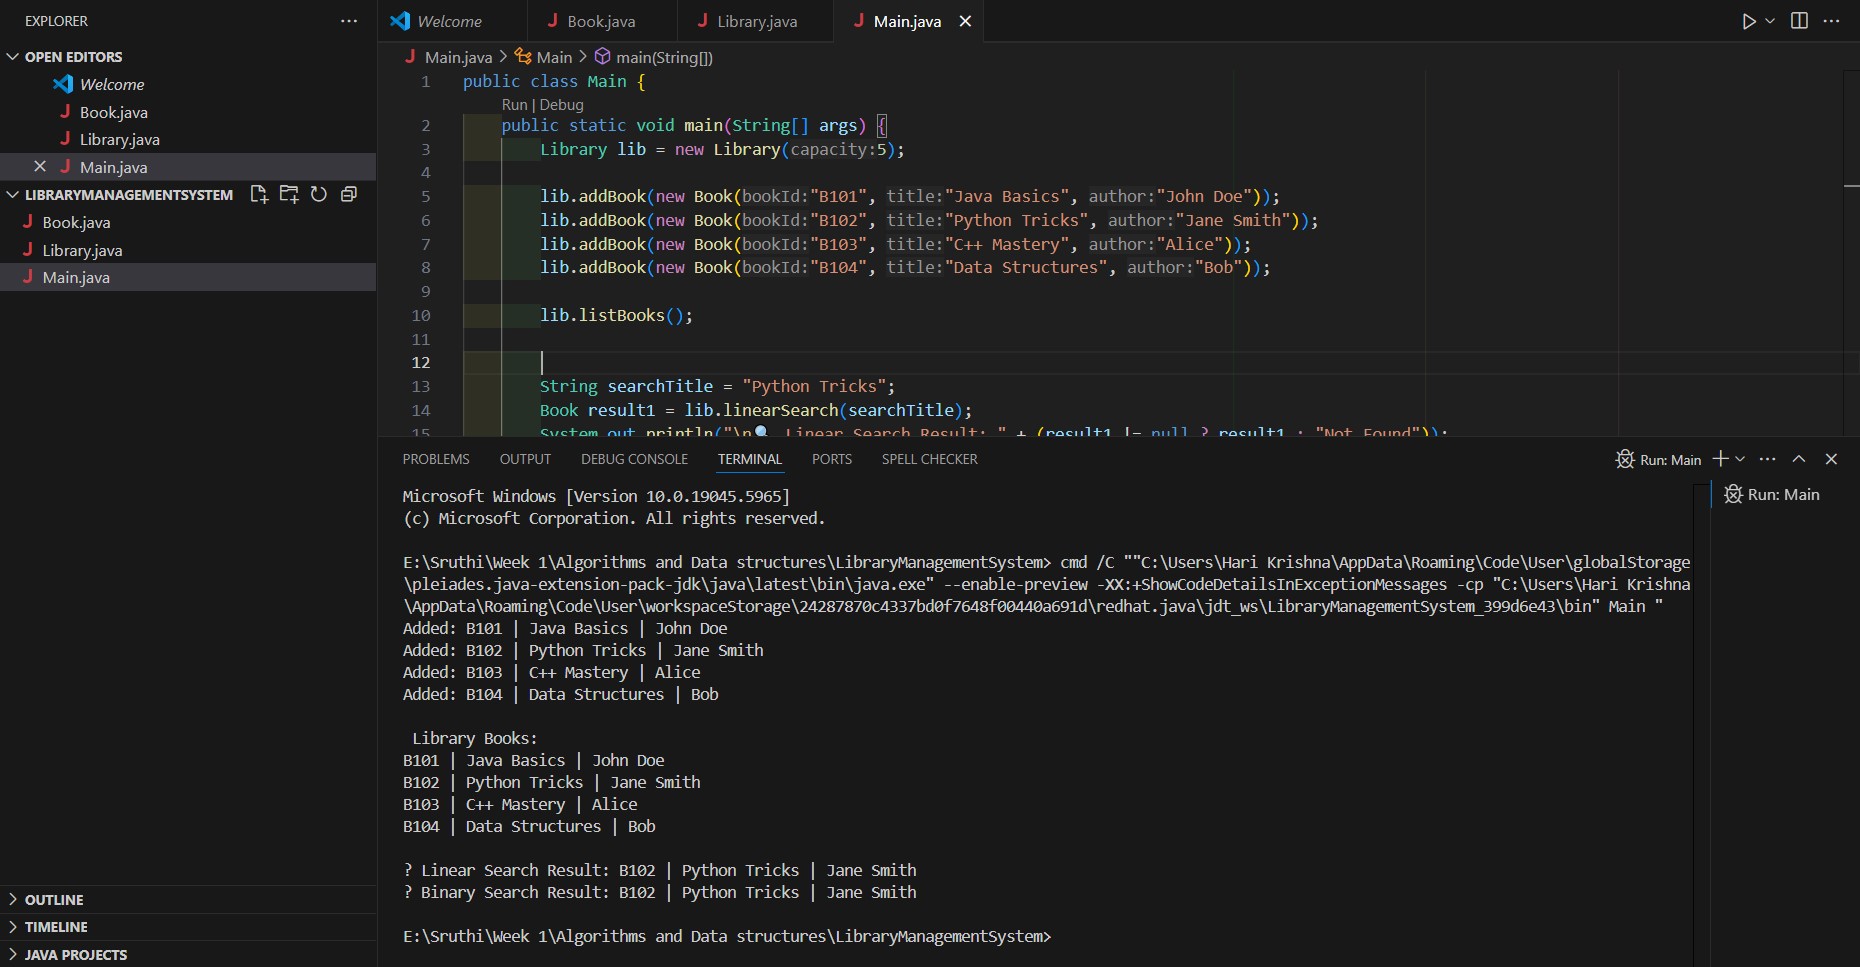 EXPLORER
OPEN EDITORS
Welcome
Book.java
Library.java
Main.java
LIBRARYMANAGEMENTSYSTEM
Book.java
Library.java
Main.java
OUTLINE
TIMELINE
JAVA PROJECTS
Welcome Book.java Library.java Main.java
Main.java > Main > main(String[])
1 public class Main {
Run | Debug
2 public static void main(String[] args) {
3 Library lib = new Library(capacity:5);
4
5 lib.addBook(new Book(bookId:"B101", title:"Java Basics", author:"John Doe"));
6 lib.addBook(new Book(bookId:"B102", title:"Python Tricks", author:"Jane Smith"));
7 lib.addBook(new Book(bookId:"B103", title:"C++ Mastery", author:"Alice"));
8 lib.addBook(new Book(bookId:"B104", title:"Data Structures", author:"Bob"));
9
10 lib.listBooks();
11
12
13 String searchTitle = "Python Tricks";
14 Book result1 = lib.linearSearch(searchTitle);
15 System.out.println("\n🔍 Linear Search Result: " + (result1 != null ? result1 : "Not Found"));
PROBLEMS OUTPUT DEBUG CONSOLE TERMINAL PORTS SPELL CHECKER Run: Main
Run: Main
Microsoft Windows [Version 10.0.19045.5965]
(c) Microsoft Corporation. All rights reserved.
E:\Sruthi\Week 1\Algorithms and Data structures\LibraryManagementSystem> cmd /C ""C:\Users\Hari Krishna\AppData\Roaming\Code\User\globalStorage
\pleiades.java-extension-pack-jdk\java\latest\bin\java.exe" --enable-preview -XX:+ShowCodeDetailsInExceptionMessages -cp "C:\Users\Hari Krishna
\AppData\Roaming\Code\User\workspaceStorage\24287870c4337bd0f7648f00440a691d\redhat.java\jdt_ws\LibraryManagementSystem_399d6e43\bin" Main "
Added: B101 | Java Basics | John Doe
Added: B102 | Python Tricks | Jane Smith
Added: B103 | C++ Mastery | Alice
Added: B104 | Data Structures | Bob
Library Books:
B101 | Java Basics | John Doe
B102 | Python Tricks | Jane Smith
B103 | C++ Mastery | Alice
B104 | Data Structures | Bob
? Linear Search Result: B102 | Python Tricks | Jane Smith
? Binary Search Result: B102 | Python Tricks | Jane Smith
E:\Sruthi\Week 1\Algorithms and Data structures\LibraryManagementSystem>